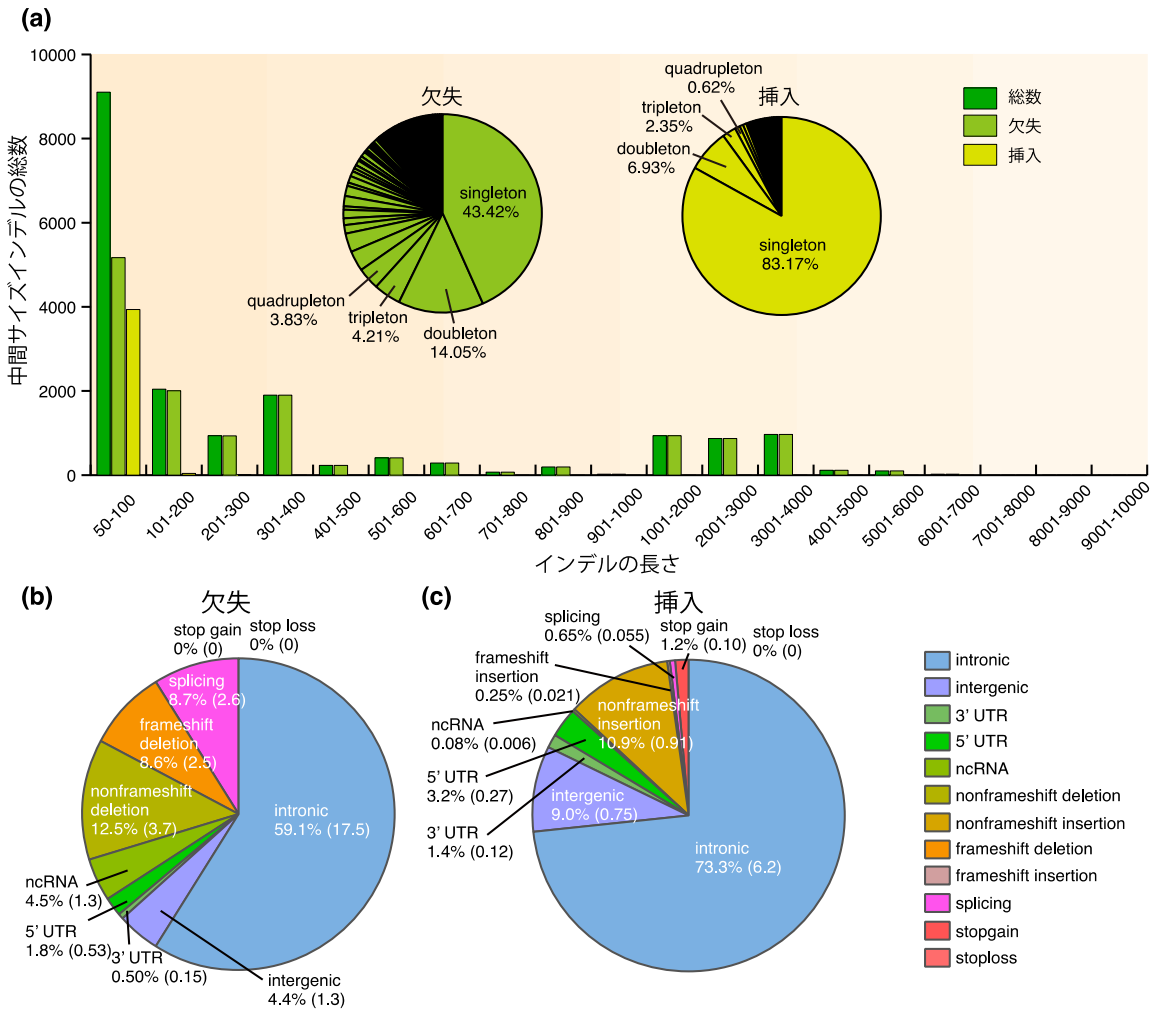 (a)
10000
8000
6000
4000
2000
0
中間サイズインデルの総数
欠失
singleton
43.42%
quadrupleton
3.83%
tripleton
4.21%
doubleton
14.05%
挿入
quadrupleton
0.62%
tripleton
2.35%
doubleton
6.93%
singleton
83.17%
総数
欠失
挿入
50-100
101-200
201-300
301-400
401-500
501-600
601-700
701-800
801-900
901-1000
1001-2000
2001-3000
3001-4000
4001-5000
5001-6000
6001-7000
7001-8000
8001-9000
9001-10000
インデルの長さ
(b)
欠失
stop gain
0% (0)
stop loss
0% (0)
splicing
8.7% (2.6)
frameshift
deletion
8.6% (2.5)
nonframeshift
deletion
12.5% (3.7)
intronic
59.1% (17.5)
ncRNA
4.5% (1.3)
5' UTR
1.8% (0.53)
3' UTR
0.50% (0.15)
intergenic
4.4% (1.3)
(c)
挿入
splicing
0.65% (0.055)
stop gain
1.2% (0.10)
stop loss
0% (0)
frameshift
insertion
0.25% (0.021)
nonframeshift
insertion
10.9% (0.91)
ncRNA
0.08% (0.006)
5' UTR
3.2% (0.27)
3' UTR
1.4% (0.12)
intergenic
9.0% (0.75)
intronic
73.3% (6.2)
intronic
intergenic
3' UTR
5' UTR
ncRNA
nonframeshift deletion
nonframeshift insertion
frameshift deletion
frameshift insertion
splicing
stopgain
stoploss